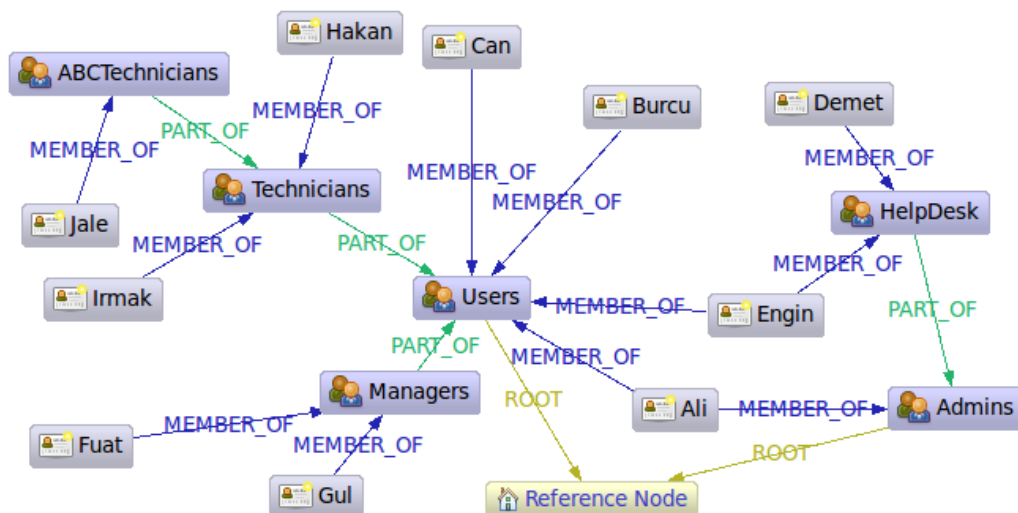 Hakan
Can
ABCTechnicians
Burcu
Demet
MEMBER_OF
PART_OF
MEMBER_OF
MEMBER_OF
Technicians
MEMBER_OF
MEMBER_OF
HelpDesk
Jale
MEMBER_OF
PART_OF
MEMBER_OF
Irmak
Users
MEMBER_OF
Engin
PART_OF
PART_OF
MEMBER_OF
Managers
ROOT
Ali
MEMBER_OF
Admins
Fuat
MEMBER_OF
MEMBER_OF
ROOT
Gul
Reference Node